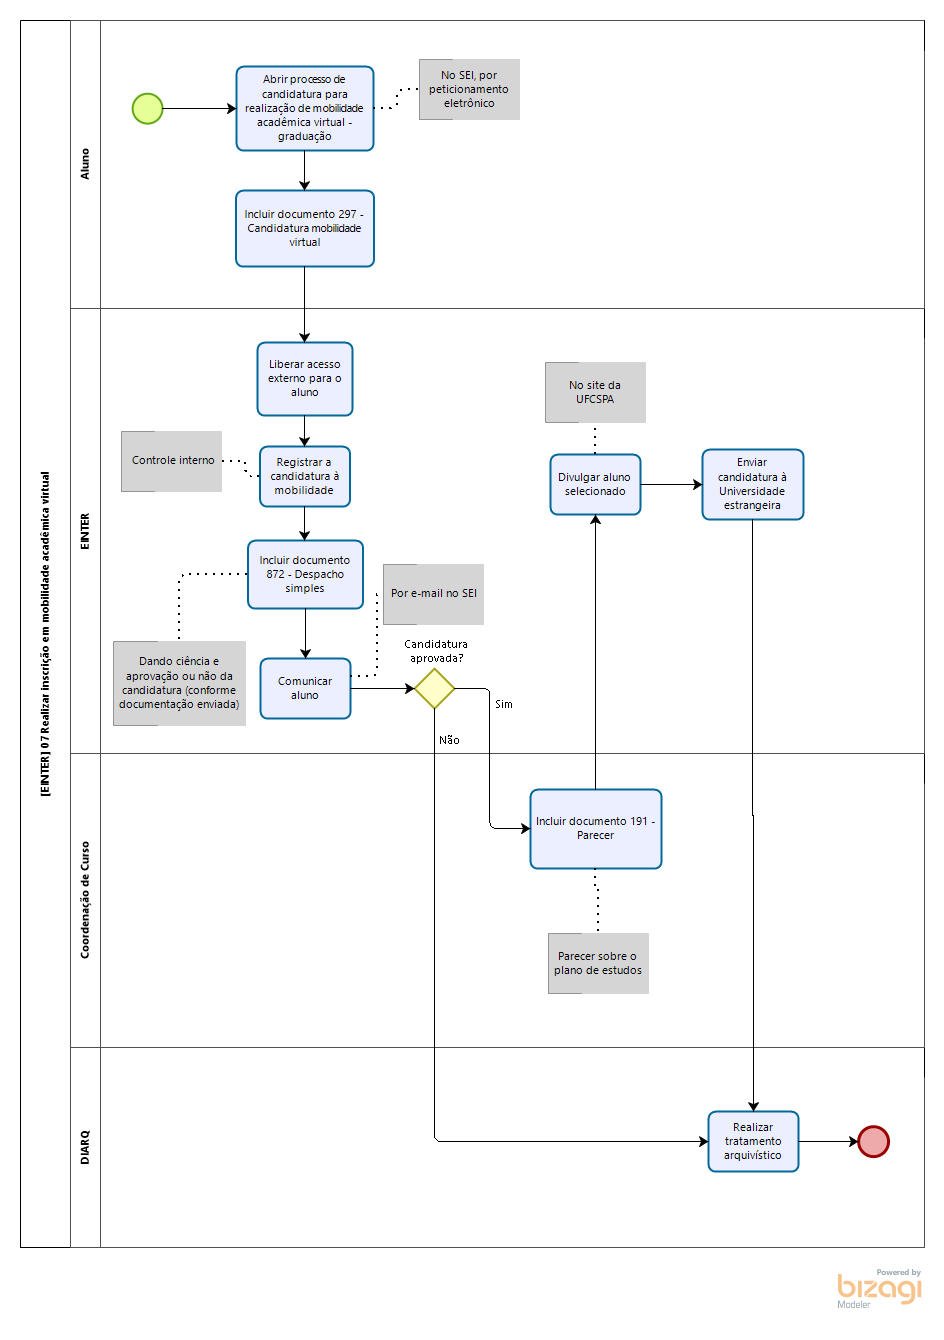 [EINTER] 07 Realizar inscrição em mobilidade acadêmica virtual
Aluno
Abrir processo de
candidatura para
realização de mobilidade
acadêmica virtual -
graduação
No SEI, por
peticionamento
eletrônico
Incluir documento 297 -
Candidatura mobilidade
virtual
EINTER
Liberar acesso
externo para o
aluno
Controle interno
Registrar a
candidatura à
mobilidade
Incluir documento
872 - Despacho
simples
Dando ciência e
aprovação ou não da
candidatura (conforme
documentação enviada)
Comunicar
aluno
Por e-mail no SEI
Candidatura
aprovada?
Sim
Não
No site da
UFCSPA
Divulgar aluno
selecionado
Enviar
candidatura à
Universidade
estrangeira
Coordenação de Curso
Incluir documento 191 -
Parecer
Parecer sobre o
plano de estudos
DIARQ
Realizar
tratamento
arquivístico
Powered by
bizagi
Modeler